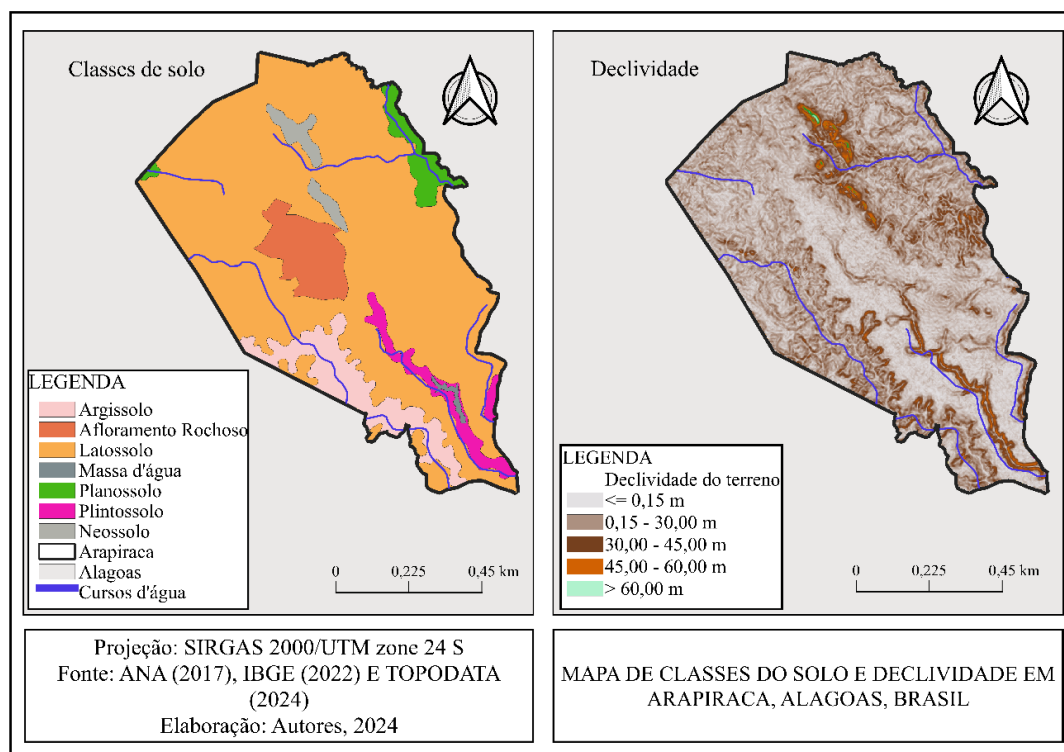 Classes de solo
LEGENDA
Argissolo
Afloramento Rochoso
Latossolo
Massa d'água
Planossolo
Plintossolo
Neossolo
Arapiraca
Alagoas
Cursos d'água
0 0,225 0,45 km
Declividade
LEGENDA
Declividade do terreno
<= 0,15 m
0,15 - 30,00 m
30,00 - 45,00 m
45,00 - 60,00 m
> 60,00 m
0 0,225 0,45 km
Projeção: SIRGAS 2000/UTM zone 24 S
Fonte: ANA (2017), IBGE (2022) E TOPODATA
(2024)
Elaboração: Autores, 2024
MAPA DE CLASSES DO SOLO E DECLIVIDADE EM
ARAPIRACA, ALAGOAS, BRASIL